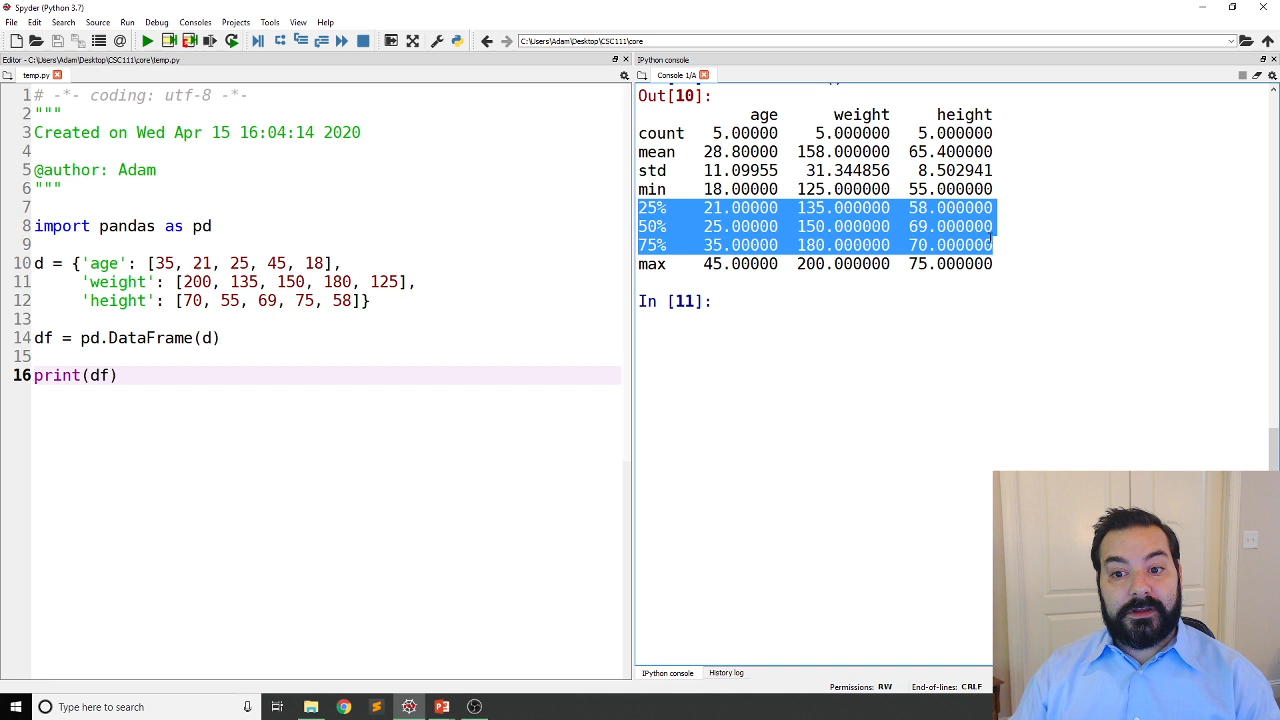 Spyder (Python 3.7)
File Edit Search Source Run Debug Consoles Projects Tools View Help
C:\Users\Adam\Desktop\CSC111\core
Editor - C:\Users\Adam\Desktop\CSC111\core\temp.py
temp.py
1 # -*- coding: utf-8 -*-
2 """
3 Created on Wed Apr 15 16:04:14 2020
4
5 @author: Adam
6 """
7
8 import pandas as pd
9
10 d = {'age': [35, 21, 25, 45, 18],
11      'weight': [200, 135, 150, 180, 125],
12      'height': [70, 55, 69, 75, 58]}
13
14 df = pd.DataFrame(d)
15
16 print(df)
IPython console
Console 1/A
Out[10]:
            age      weight     height
count   5.00000    5.000000   5.000000
mean   28.80000  158.000000  65.400000
std    11.09955   31.344856   8.502941
min    18.00000  125.000000  55.000000
25%    21.00000  135.000000  58.000000
50%    25.00000  150.000000  69.000000
75%    35.00000  180.000000  70.000000
max    45.00000  200.000000  75.000000
In [11]:
IPython console History log
Permissions: RW End-of-lines: CRLF
Type here to search